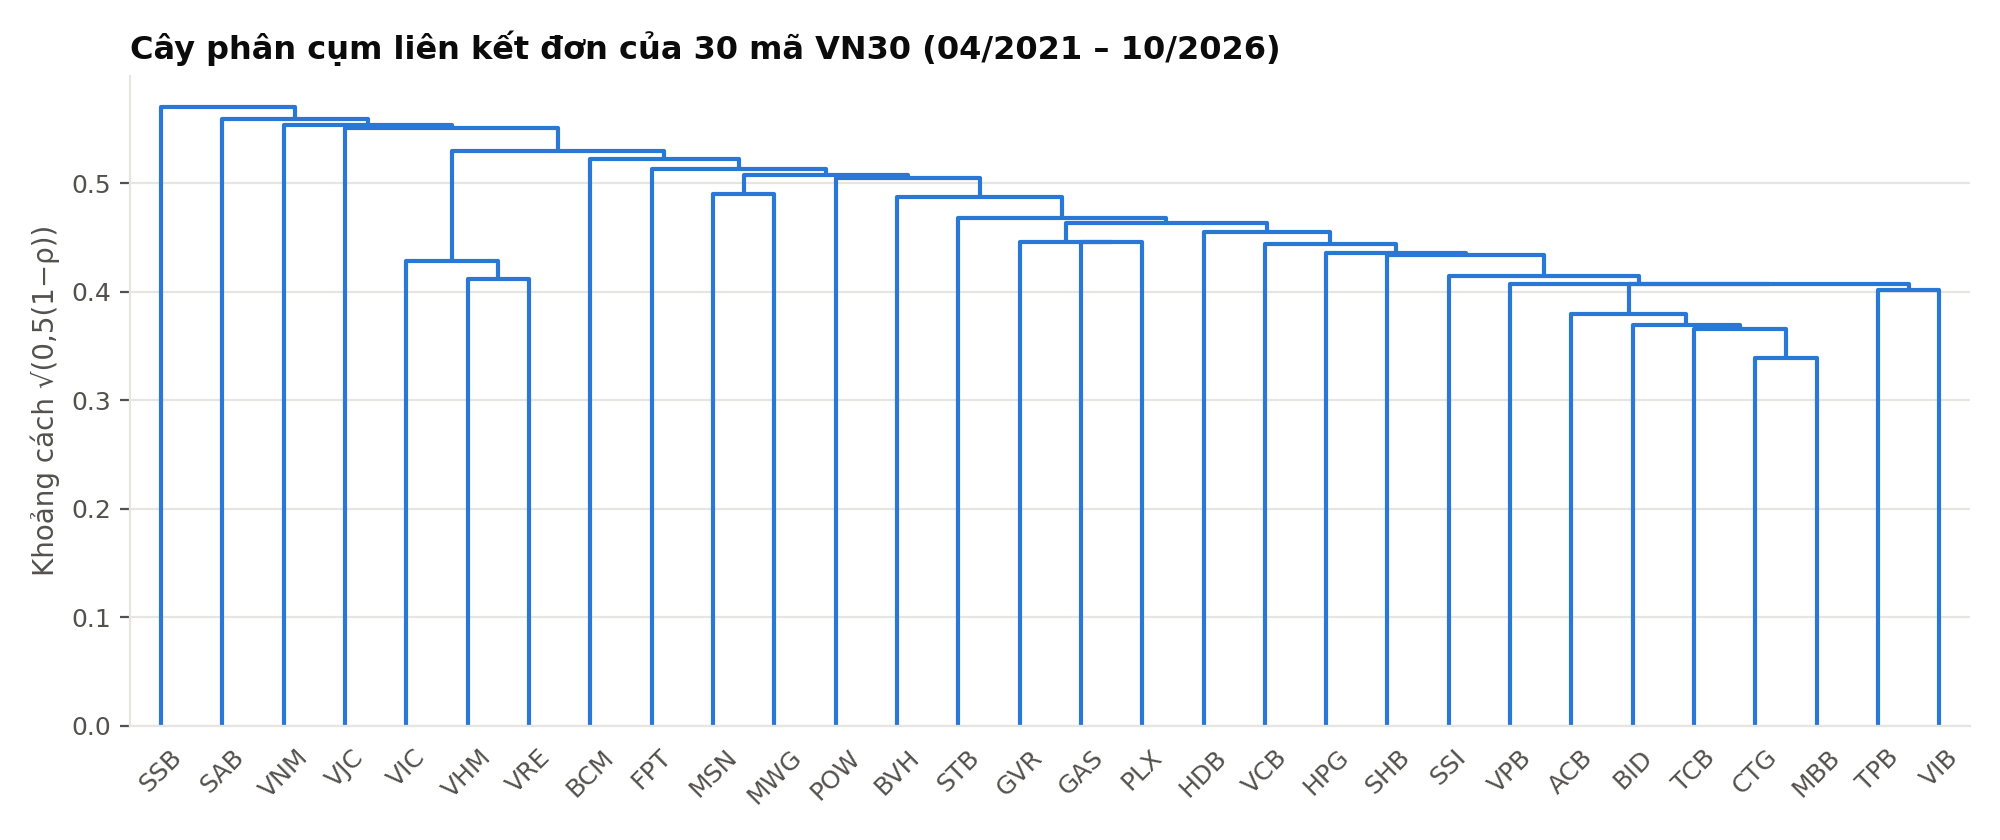 Cây phân cụm liên kết đơn của 30 mã VN30 (04/2021 – 10/2026)
Khoảng cách √(0,5(1−ρ))
0.5
0.4
0.3
0.2
0.1
0.0
SSB
SAB
VNM
VJC
VIC
VHM
VRE
BCM
FPT
MSN
MWG
POW
BVH
STB
GVR
GAS
PLX
HDB
VCB
HPG
SHB
SSI
VPB
ACB
BID
TCB
CTG
MBB
TPB
VIB